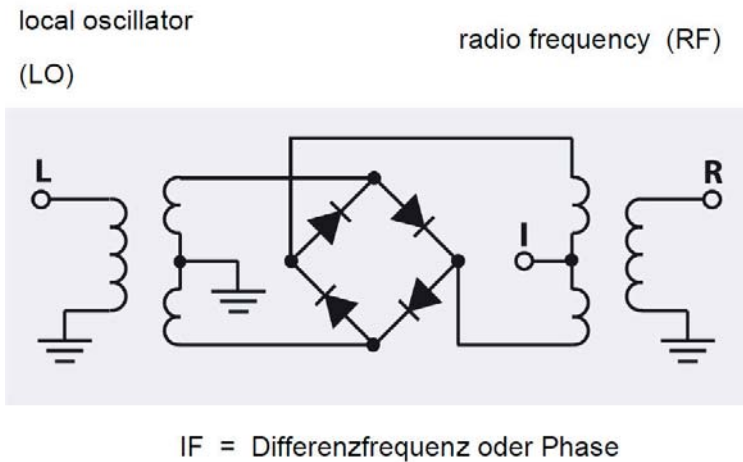 local oscillator
radio frequency (RF)
(LO)
L
R
I
IF = Differenzfrequenz oder Phase